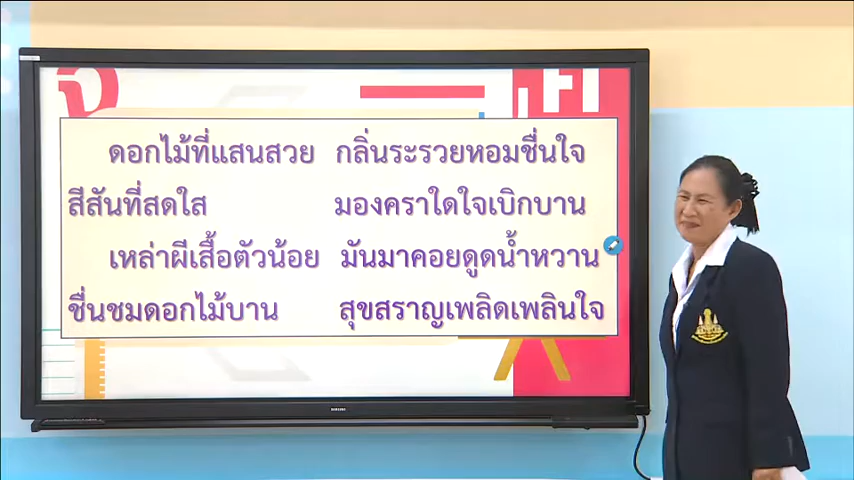 ดอกไม้ที่แสนสวย กลิ่นระรวยหอมชื่นใจ
สีสันที่สดใส มองคราใดใจเบิกบาน
เหล่าผีเสื้อตัวน้อย มันมาคอยดูดน้ำหวาน
ชื่นชมดอกไม้บาน สุขสราญเพลิดเพลินใจ
SAMSUNG